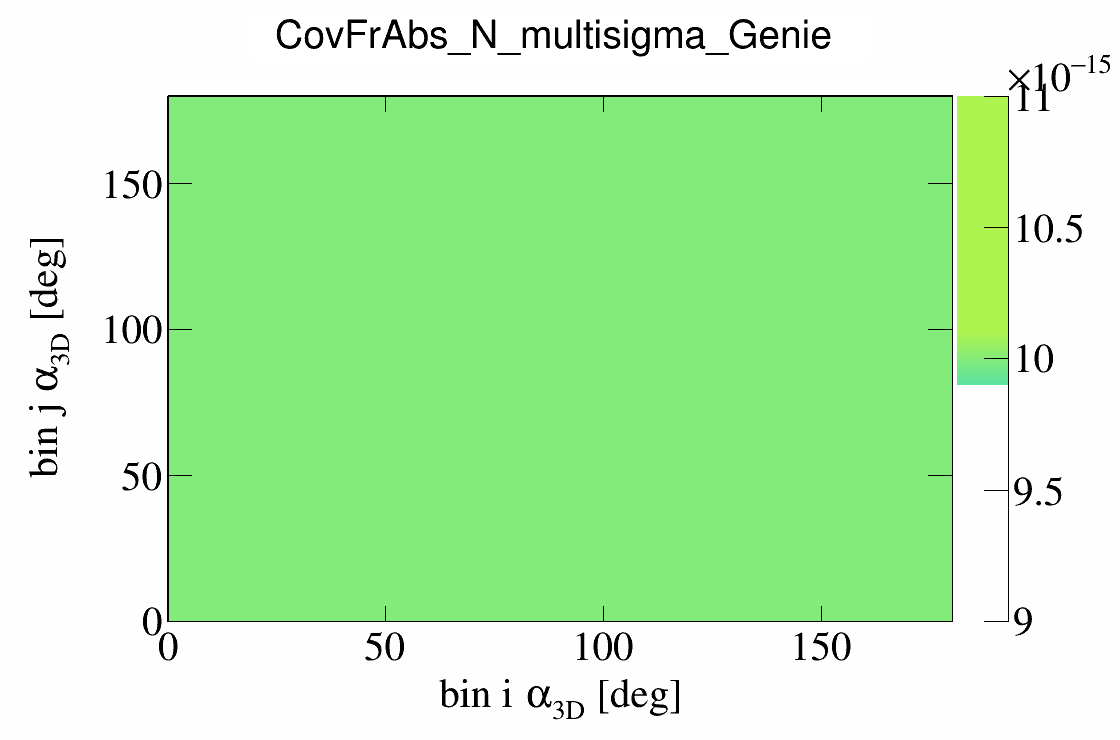 CovFrAbs_N_multisigma_Genie
×10⁻¹⁵
11
10.5
10
9.5
9
150
100
50
0
0 50 100 150
bin j α3D [deg]
bin i α3D [deg]